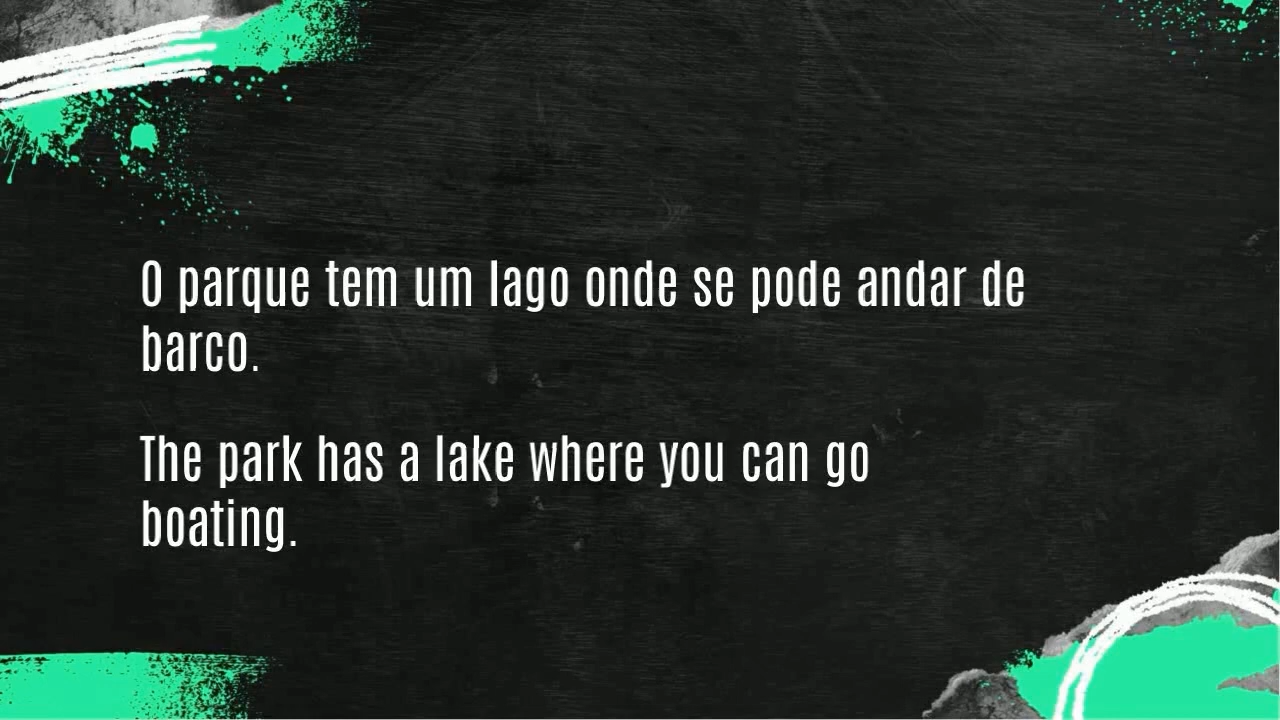 O parque tem um lago onde se pode andar de
barco.
The park has a lake where you can go
boating.